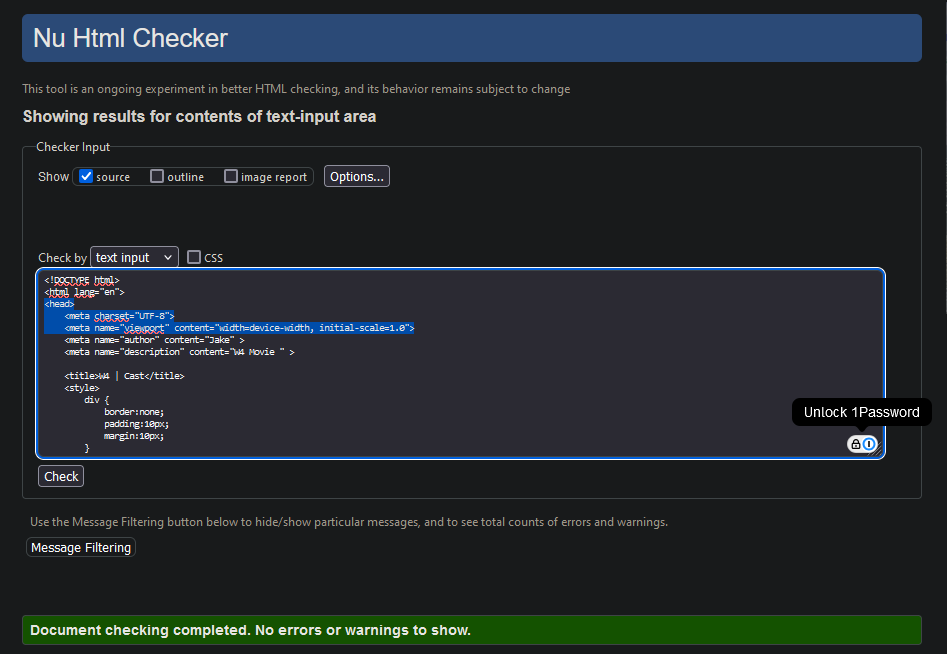 Nu Html Checker
This tool is an ongoing experiment in better HTML checking, and its behavior remains subject to change
Showing results for contents of text-input area
Checker Input
Show source outline image report Options...
Check by text input CSS
<!DOCTYPE html>
<html lang="en">
<head>
    <meta charset="UTF-8">
    <meta name="viewport" content="width=device-width, initial-scale=1.0">
    <meta name="author" content="Jake" >
    <meta name="description" content="W4 Movie " >
    <title>W4 | Cast</title>
    <style>
        div {
            border:none;
            padding:10px;
            margin:10px;
        }
Unlock 1Password
Check
Use the Message Filtering button below to hide/show particular messages, and to see total counts of errors and warnings.
Message Filtering
Document checking completed. No errors or warnings to show.